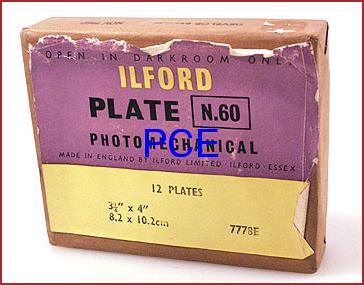 OPEN IN DARKROOM ONLY
ILFORD
PLATE N.60
PCE
PHOTOMECHANICAL
MADE IN ENGLAND BY ILFORD LIMITED · ILFORD · ESSEX
12 PLATES
3¼" x 4"
8.2 x 10.2cm
7778E